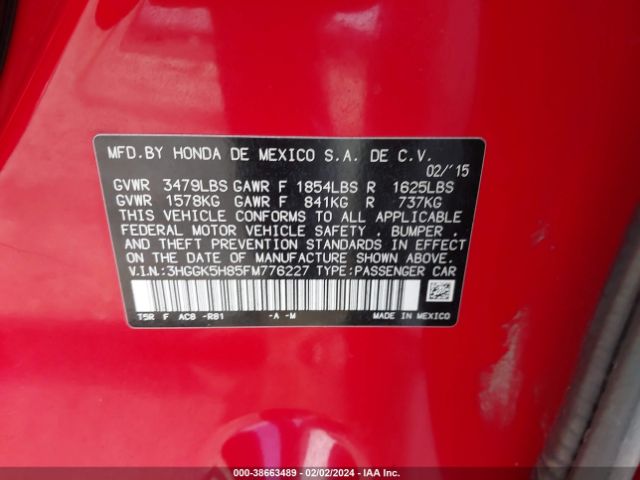 MFD.BY HONDA DE MEXICO S.A. DE C.V.
02/'15
GVWR 3479LBS GAWR F 1854LBS R 1625LBS
GVWR 1578KG GAWR F 841KG R 737KG
THIS VEHICLE CONFORMS TO ALL APPLICABLE
FEDERAL MOTOR VEHICLE SAFETY , BUMPER ,
AND THEFT PREVENTION STANDARDS IN EFFECT
ON THE DATE OF MANUFACTURE SHOWN ABOVE.
V.I.N.: 3HGGK5H85FM776227 TYPE: PASSENGER CAR
T5R F AC8 -R81 -A -M MADE IN MEXICO
000-38663489 - 02/02/2024 - IAAI.COM